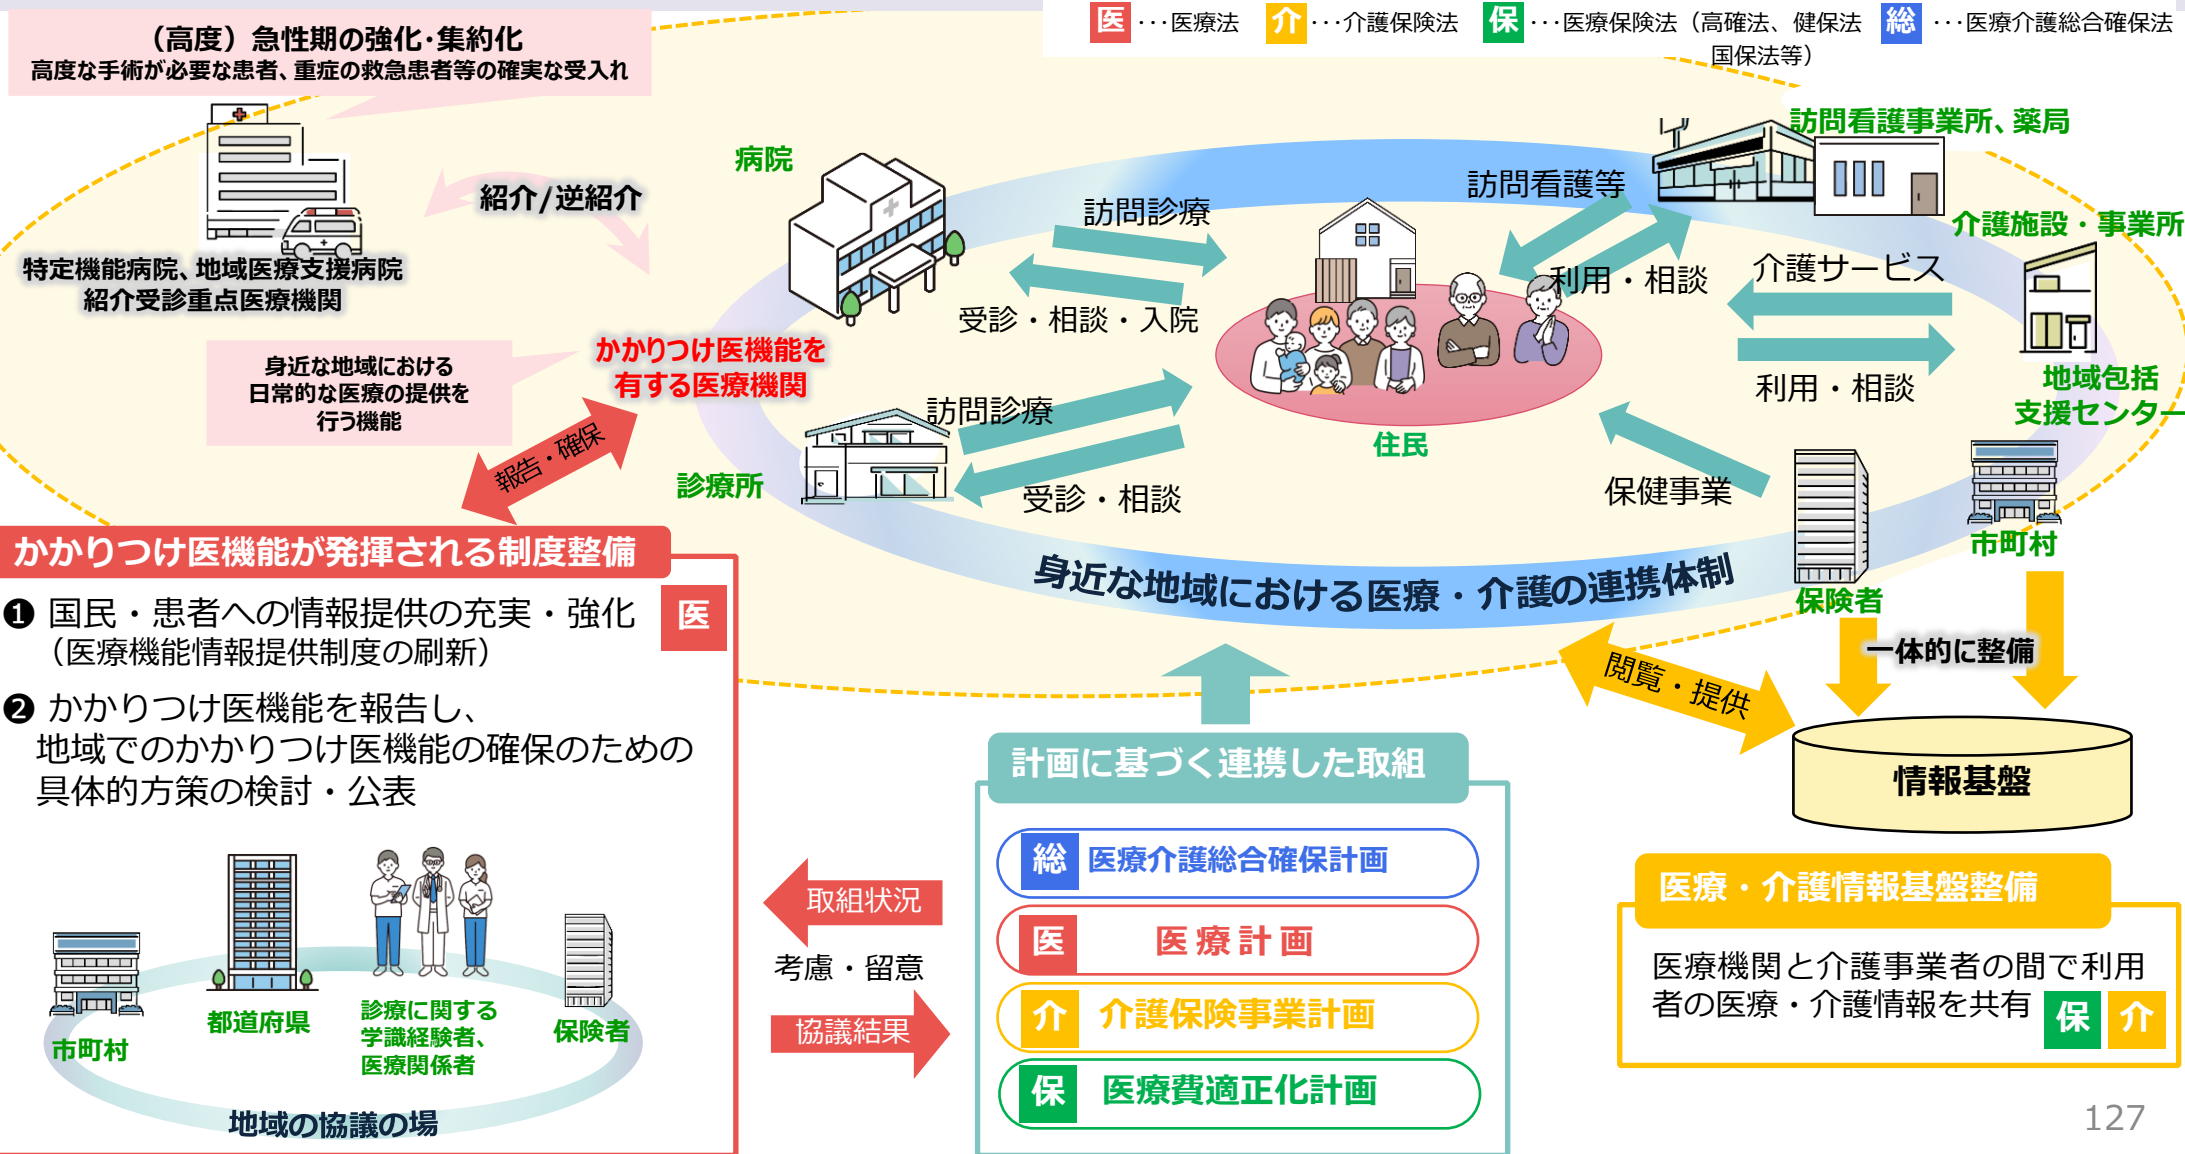 医 ･･･医療法 介 ･･･介護保険法 保 ･･･医療保険法（高確法、健保法 総 ･･･医療介護総合確保法
国保法等）
（高度）急性期の強化･集約化
高度な手術が必要な患者、重症の救急患者等の確実な受入れ
特定機能病院、地域医療支援病院
紹介受診重点医療機関
紹介/逆紹介
身近な地域における
日常的な医療の提供を
行う機能
かかりつけ医機能を
有する医療機関
病院
訪問診療
受診・相談・入院
診療所
訪問診療
受診・相談
住民
訪問看護等
利用・相談
訪問看護事業所、薬局
介護施設・事業所
介護サービス
利用・相談
地域包括
支援センター
保健事業
保険者
市町村
身近な地域における医療・介護の連携体制
報告・確保
かかりつけ医機能が発揮される制度整備
❶ 国民・患者への情報提供の充実・強化
（医療機能情報提供制度の刷新）
医
❷ かかりつけ医機能を報告し、
地域でのかかりつけ医機能の確保のための
具体的方策の検討・公表
市町村
都道府県
診療に関する
学識経験者、
医療関係者
保険者
地域の協議の場
取組状況
考慮・留意
協議結果
計画に基づく連携した取組
総 医療介護総合確保計画
医 医療計画
介 介護保険事業計画
保 医療費適正化計画
閲覧・提供
一体的に整備
情報基盤
医療・介護情報基盤整備
医療機関と介護事業者の間で利用
者の医療・介護情報を共有
保 介
127